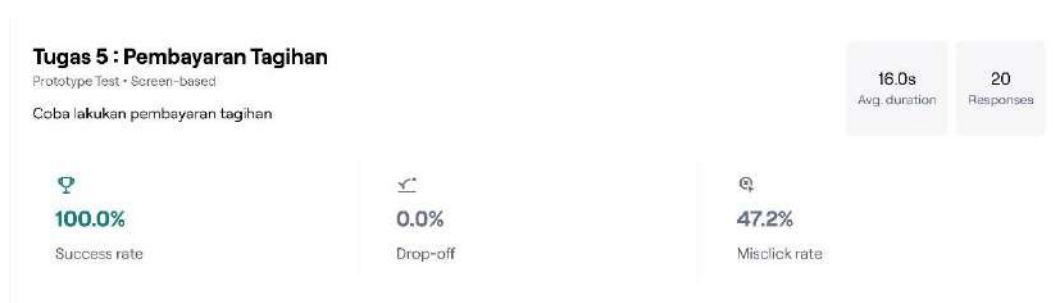 Tugas 5 : Pembayaran Tagihan
Prototype Test • Screen-based
Coba lakukan pembayaran tagihan
16.0s
Avg. duration
20
Responses
100.0%
Success rate
0.0%
Drop-off
47.2%
Misclick rate